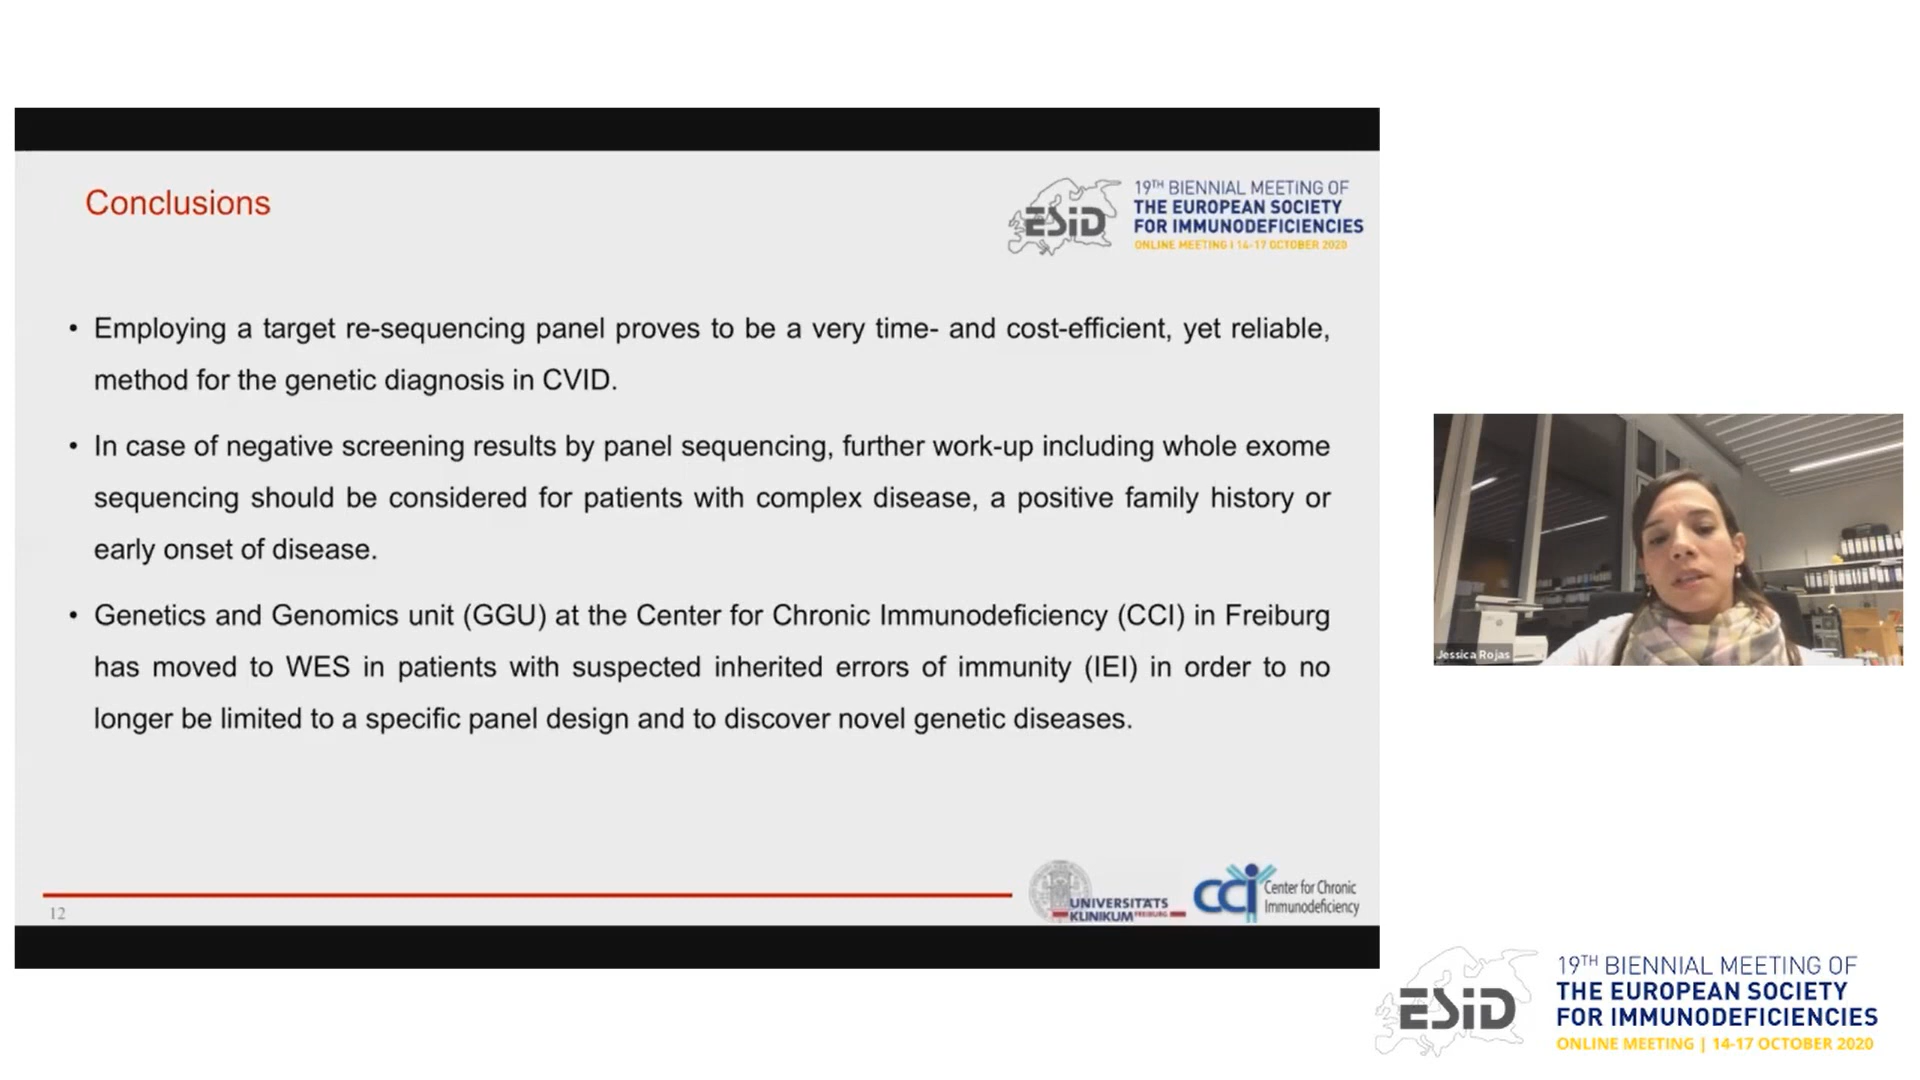 Conclusions
ESiD
19TH BIENNIAL MEETING OF
THE EUROPEAN SOCIETY
FOR IMMUNODEFICIENCIES
ONLINE MEETING I 14-17 OCTOBER 2020
• Employing a target re-sequencing panel proves to be a very time- and cost-efficient, yet reliable,
method for the genetic diagnosis in CVID.
• In case of negative screening results by panel sequencing, further work-up including whole exome
sequencing should be considered for patients with complex disease, a positive family history or
early onset of disease.
• Genetics and Genomics unit (GGU) at the Center for Chronic Immunodeficiency (CCI) in Freiburg
has moved to WES in patients with suspected inherited errors of immunity (IEI) in order to no
longer be limited to a specific panel design and to discover novel genetic diseases.
12
UNIVERSITÄTS
KLINIKUM FREIBURG
CCI
Center for Chronic
Immunodeficiency
Jessica Rojas
ESiD
19TH BIENNIAL MEETING OF
THE EUROPEAN SOCIETY
FOR IMMUNODEFICIENCIES
ONLINE MEETING | 14-17 OCTOBER 2020